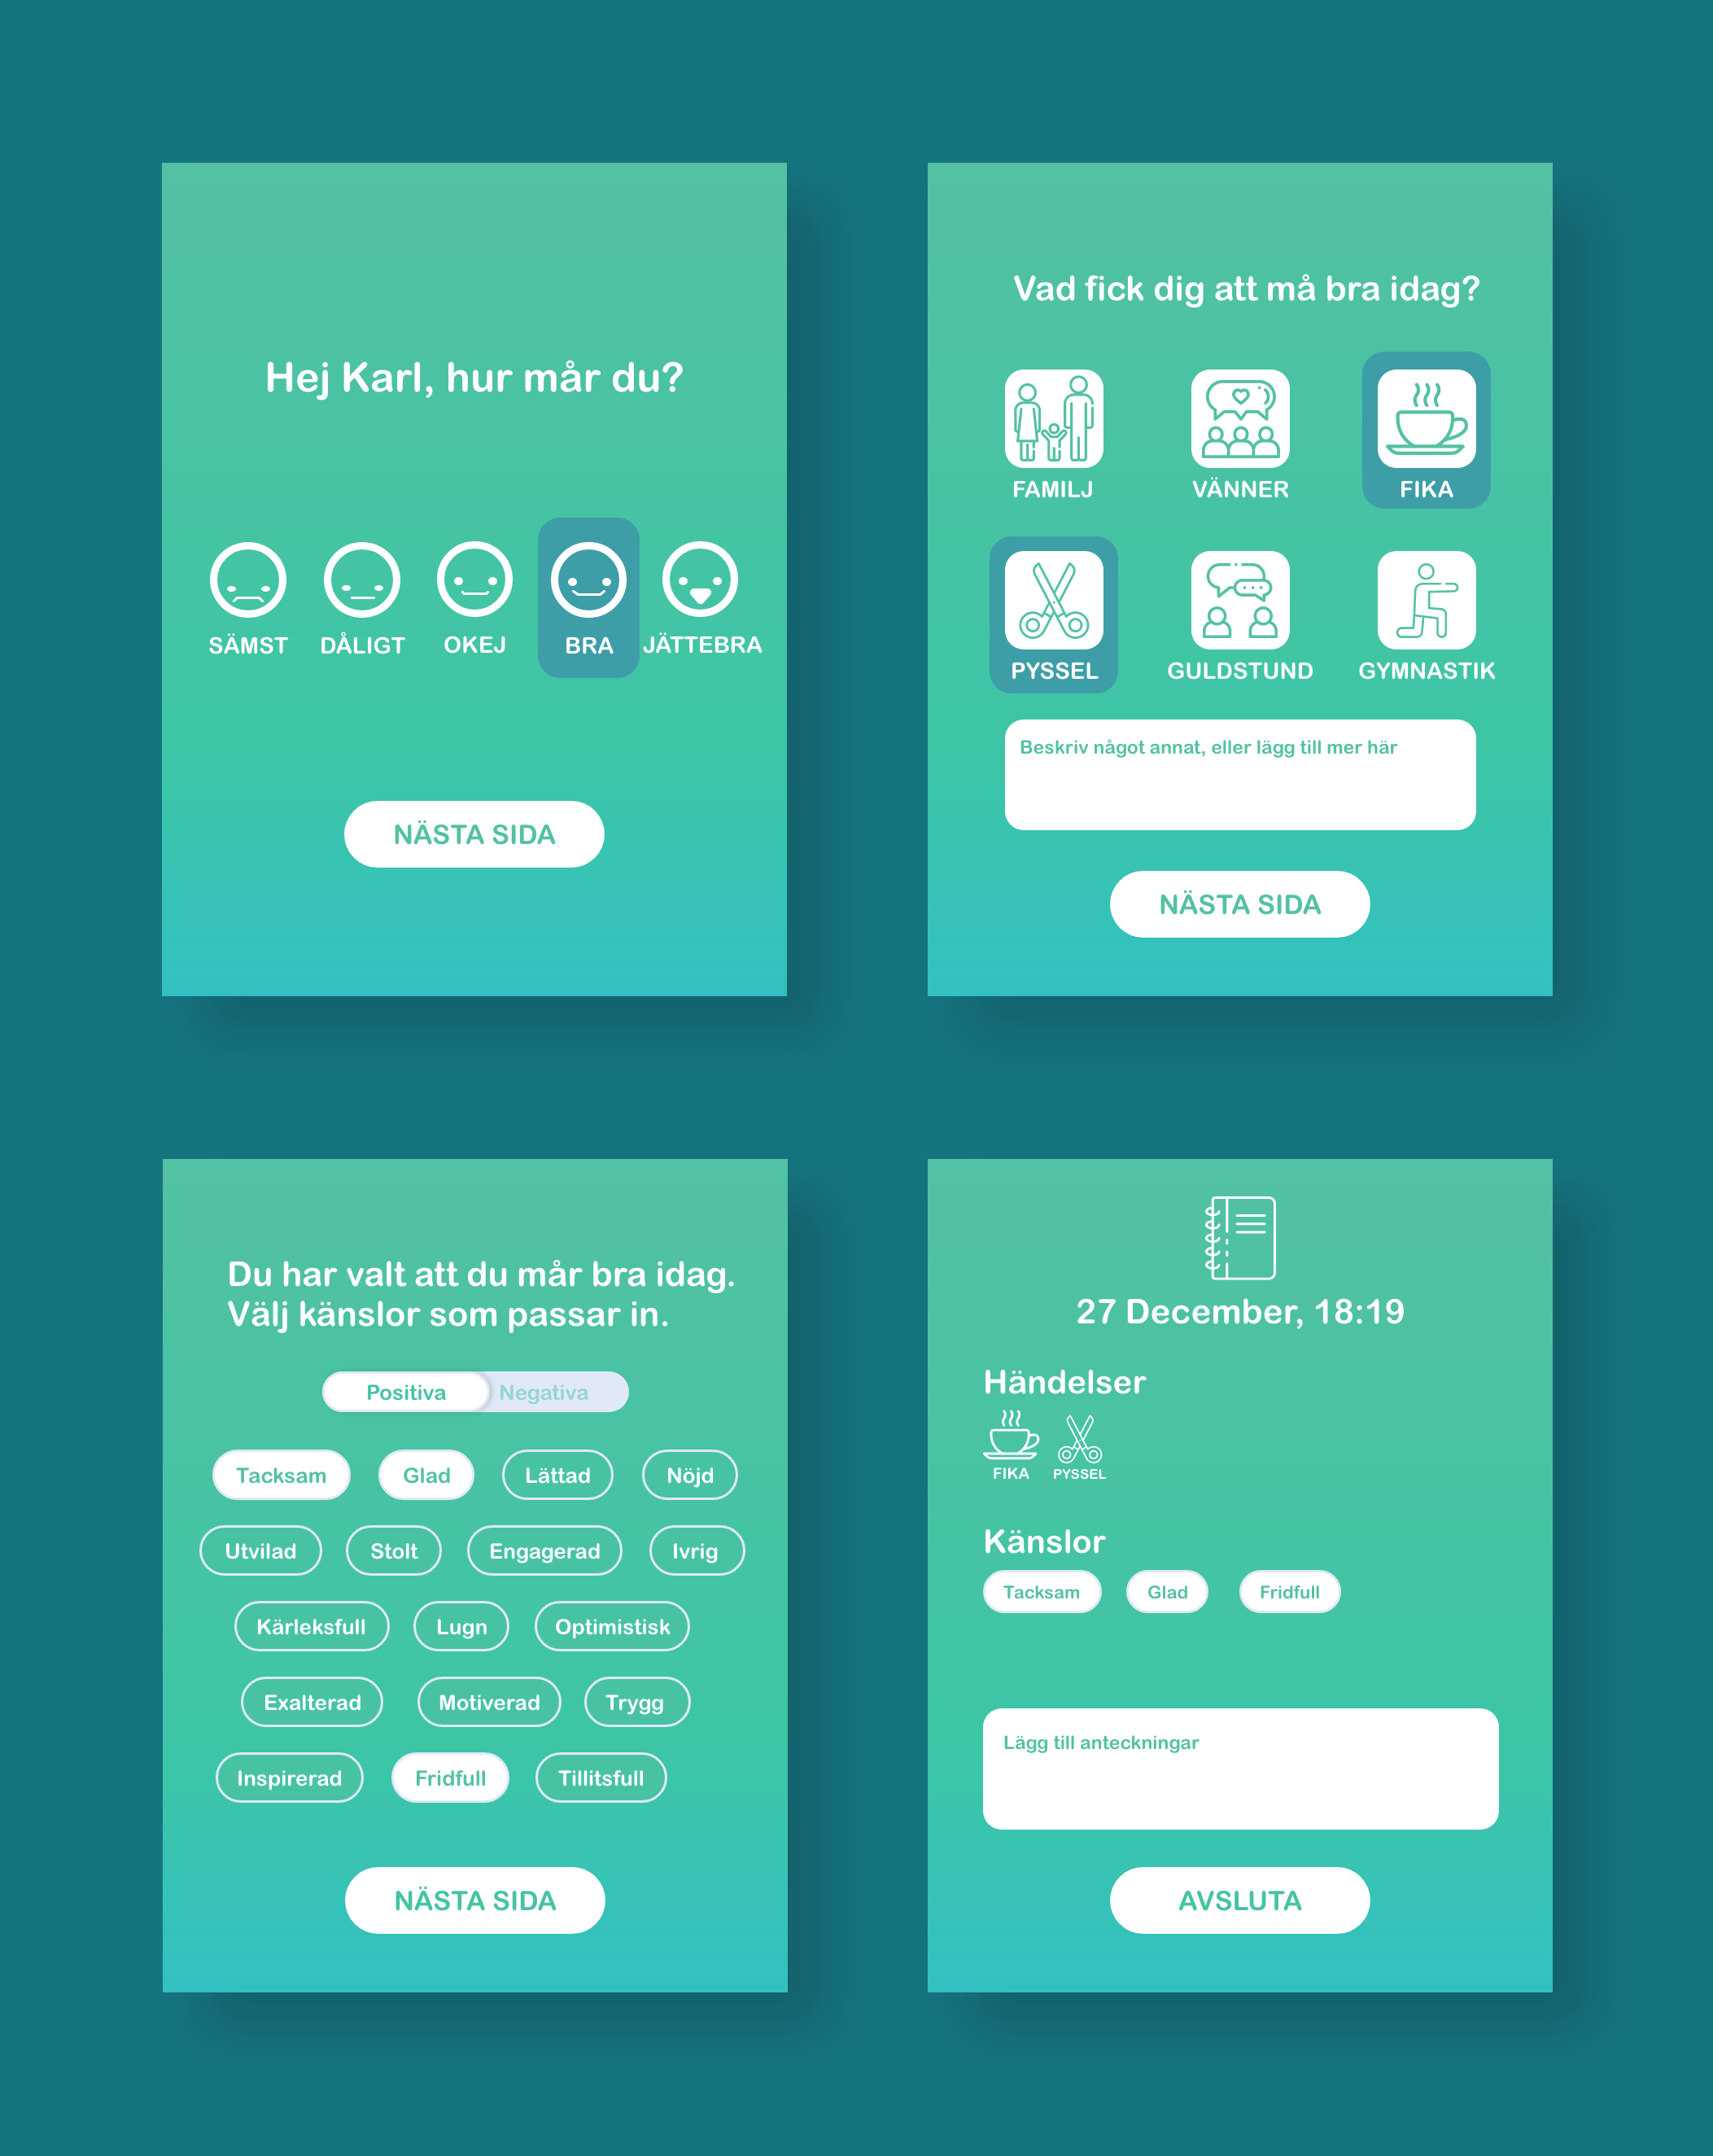 Hej Karl, hur mår du?
SÄMST DÅLIGT OKEJ BRA JÄTTEBRA
NÄSTA SIDA
Vad fick dig att må bra idag?
FAMILJ VÄNNER FIKA
PYSSEL GULDSTUND GYMNASTIK
Beskriv något annat, eller lägg till mer här
NÄSTA SIDA
Du har valt att du mår bra idag.
Välj känslor som passar in.
Positiva Negativa
Tacksam Glad Lättad Nöjd
Utvilad Stolt Engagerad Ivrig
Kärleksfull Lugn Optimistisk
Exalterad Motiverad Trygg
Inspirerad Fridfull Tillitsfull
NÄSTA SIDA
27 December, 18:19
Händelser
FIKA PYSSEL
Känslor
Tacksam Glad Fridfull
Lägg till anteckningar
AVSLUTA